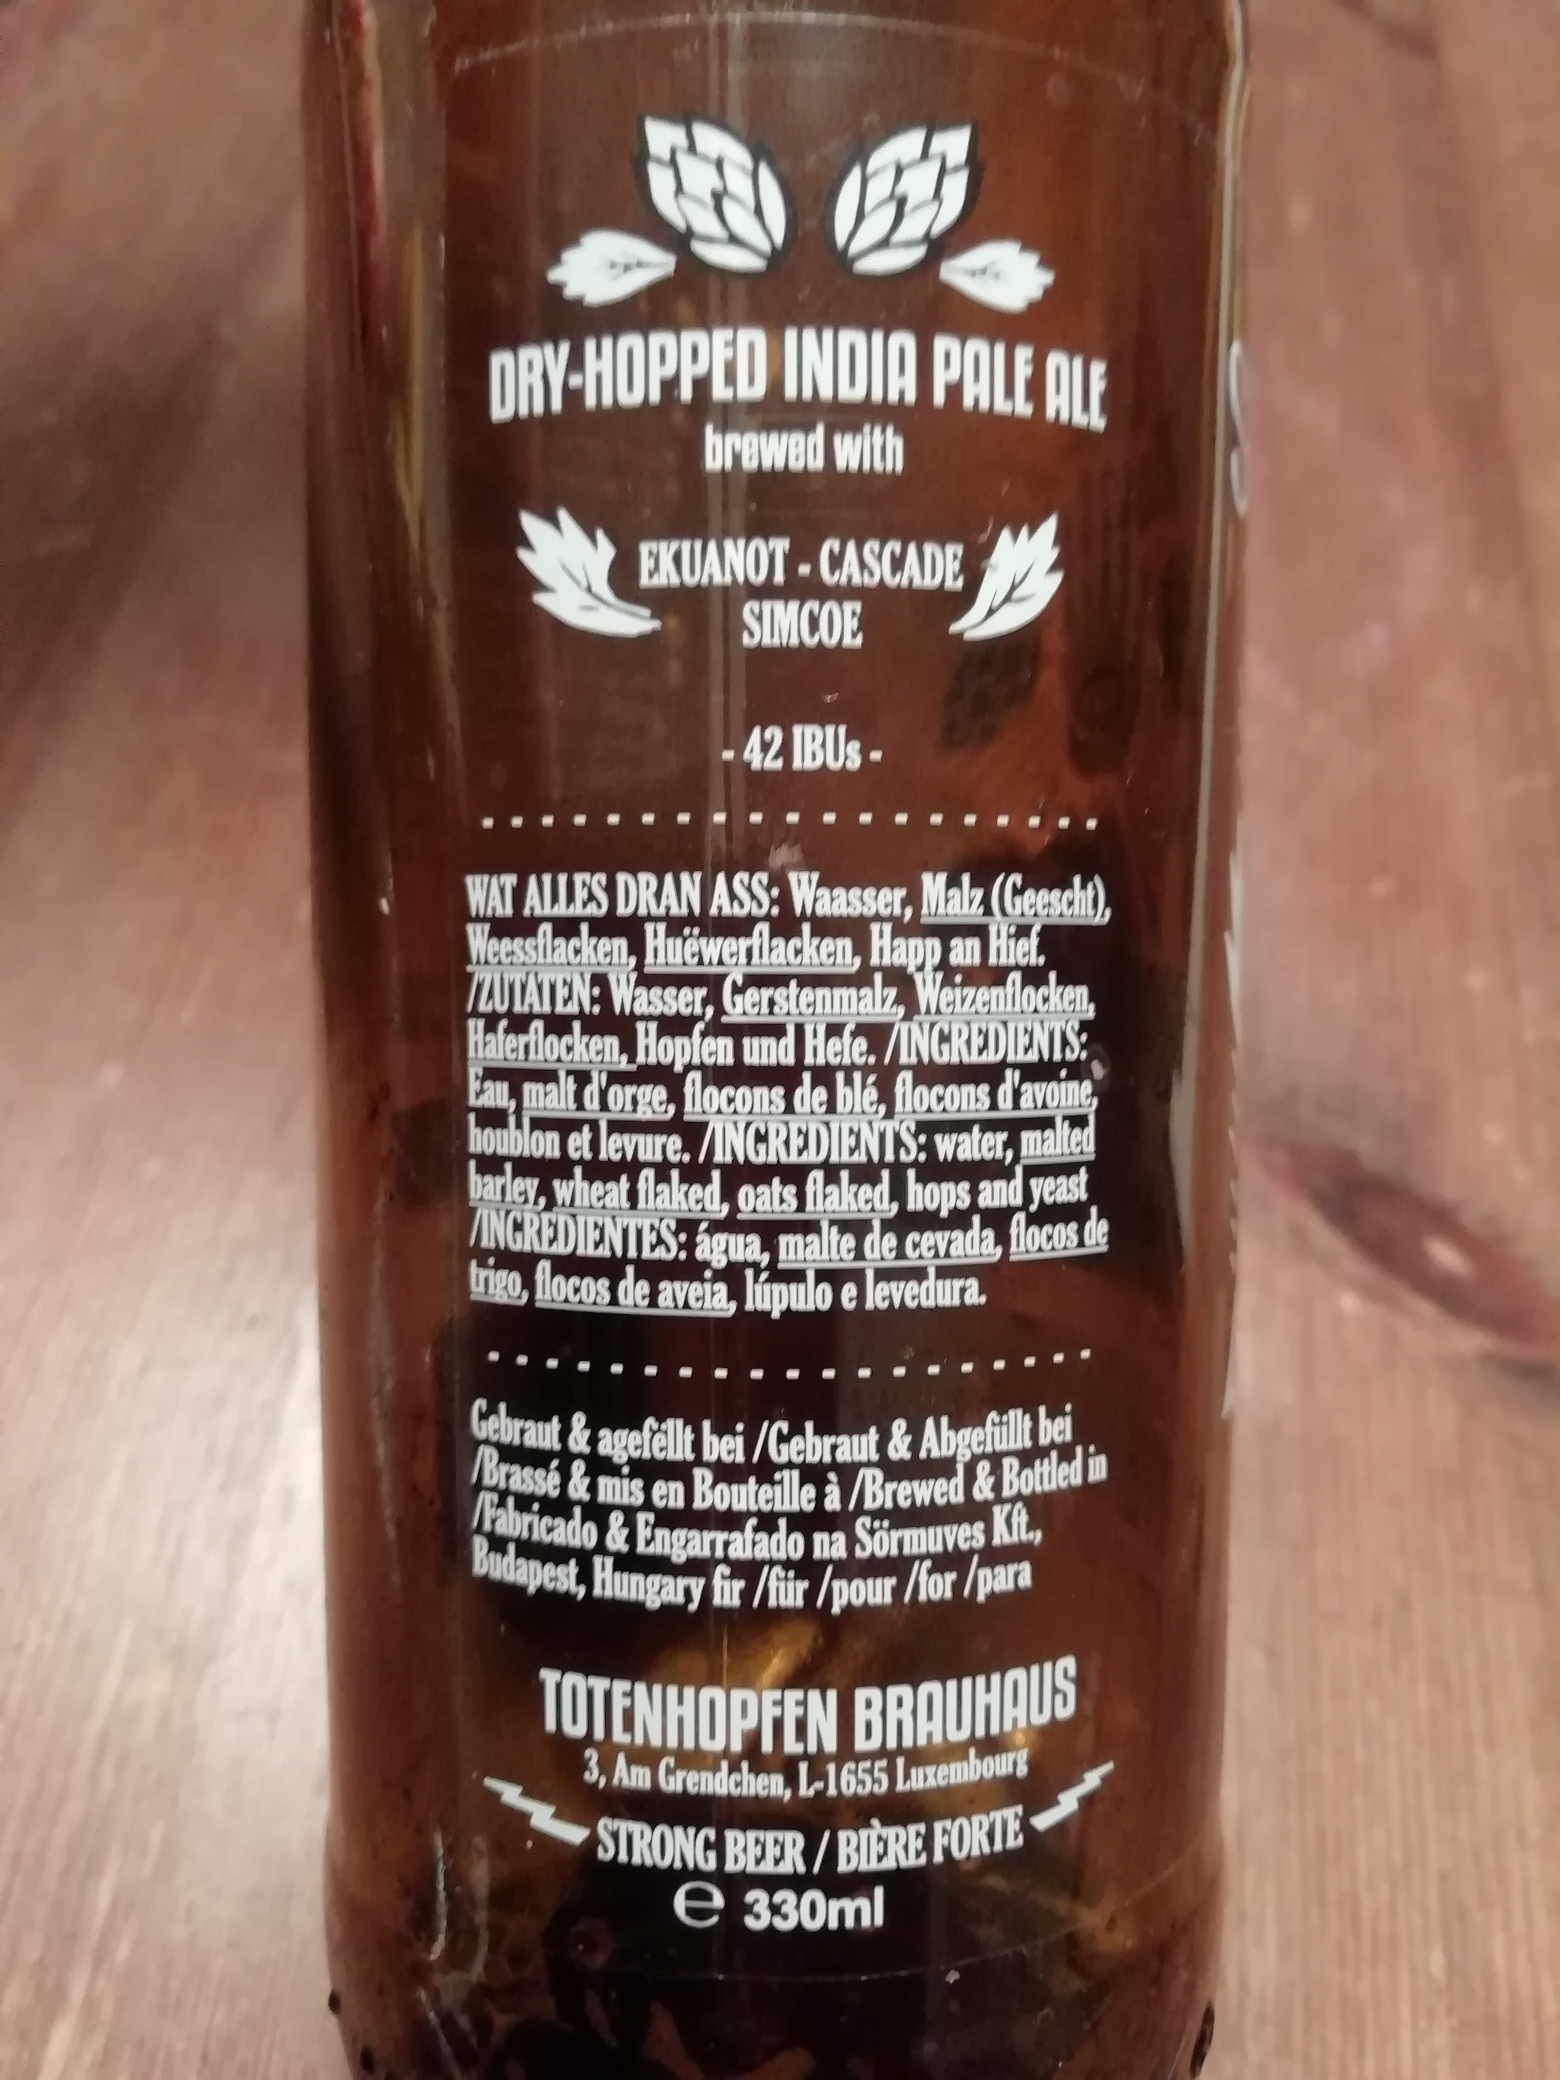 DRY-HOPPED INDIA PALE ALE
brewed with
EKUANOT - CASCADE
SIMCOE
- 42 IBUs -
WAT ALLES DRAN ASS: Waasser, Malz (Geescht),
Weessflacken, Huëwerflacken, Happ an Hief.
/ZUTATEN: Wasser, Gerstenmalz, Weizenflocken,
Haferflocken, Hopfen und Hefe. /INGREDIENTS:
Eau, malt d'orge, flocons de blé, flocons d'avoine,
houblon et levure. /INGREDIENTS: water, malted
barley, wheat flaked, oats flaked, hops and yeast
/INGREDIENTES: água, malte de cevada, flocos de
trigo, flocos de aveia, lúpulo e levedura.
Gebraut & agefëllt bei /Gebraut & Abgefüllt bei
/Brassé & mis en Bouteille à /Brewed & Bottled in
/Fabricado & Engarrafado na Sörmuves Kft.,
Budapest, Hungary fir /für /pour /for /para
TOTENHOPFEN BRAUHAUS
3, Am Grendchen, L-1655 Luxembourg
STRONG BEER / BIÈRE FORTE
℮ 330ml